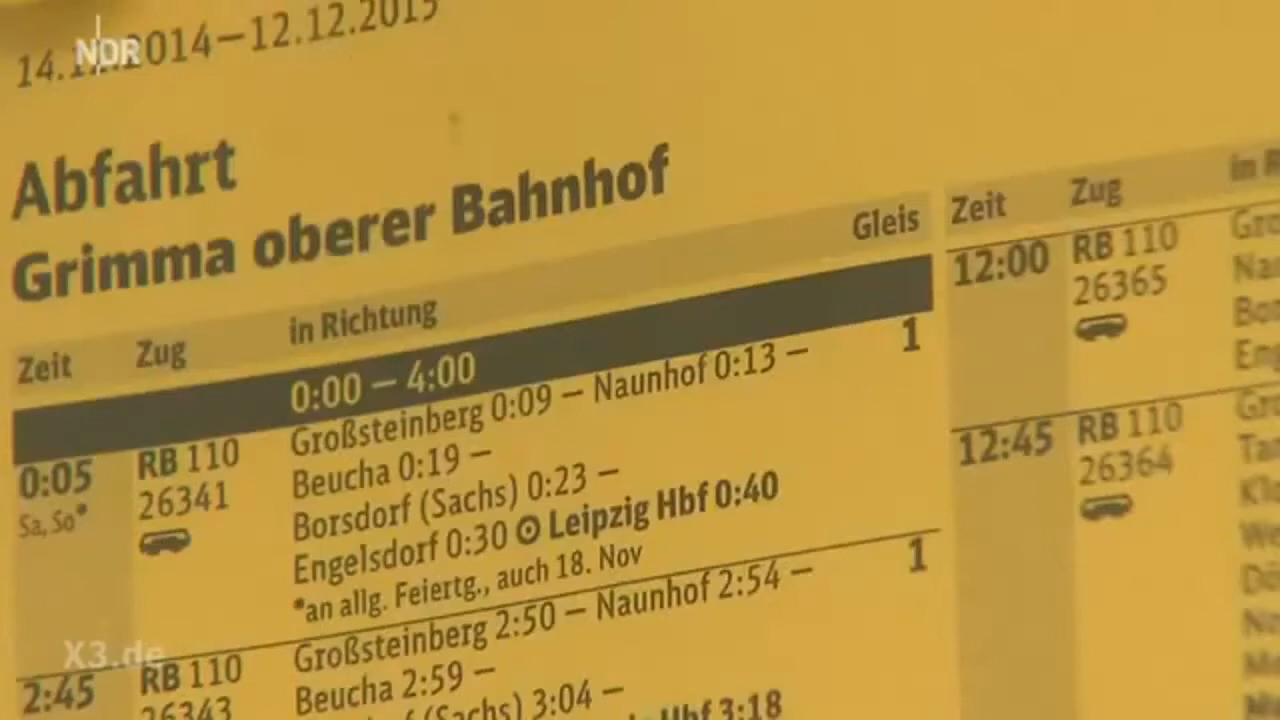 NDR
14.12.2014–12.12.2015
Abfahrt
Grimma oberer Bahnhof
Zeit Zug in Richtung Gleis
0:00 – 4:00
0:05 RB 110 Großsteinberg 0:09 – Naunhof 0:13 – 1
Sa, So* 26341 Beucha 0:19 –
Borsdorf (Sachs) 0:23 –
Engelsdorf 0:30 Leipzig Hbf 0:40
*an allg. Feiertg., auch 18. Nov
2:45 RB 110 Großsteinberg 2:50 – Naunhof 2:54 – 1
26343 Beucha 2:59 –
(Sachs) 3:04 –
Hbf 3:18
Zeit Zug in R
12:00 RB 110
26365
12:45 RB 110
26364
X3.de